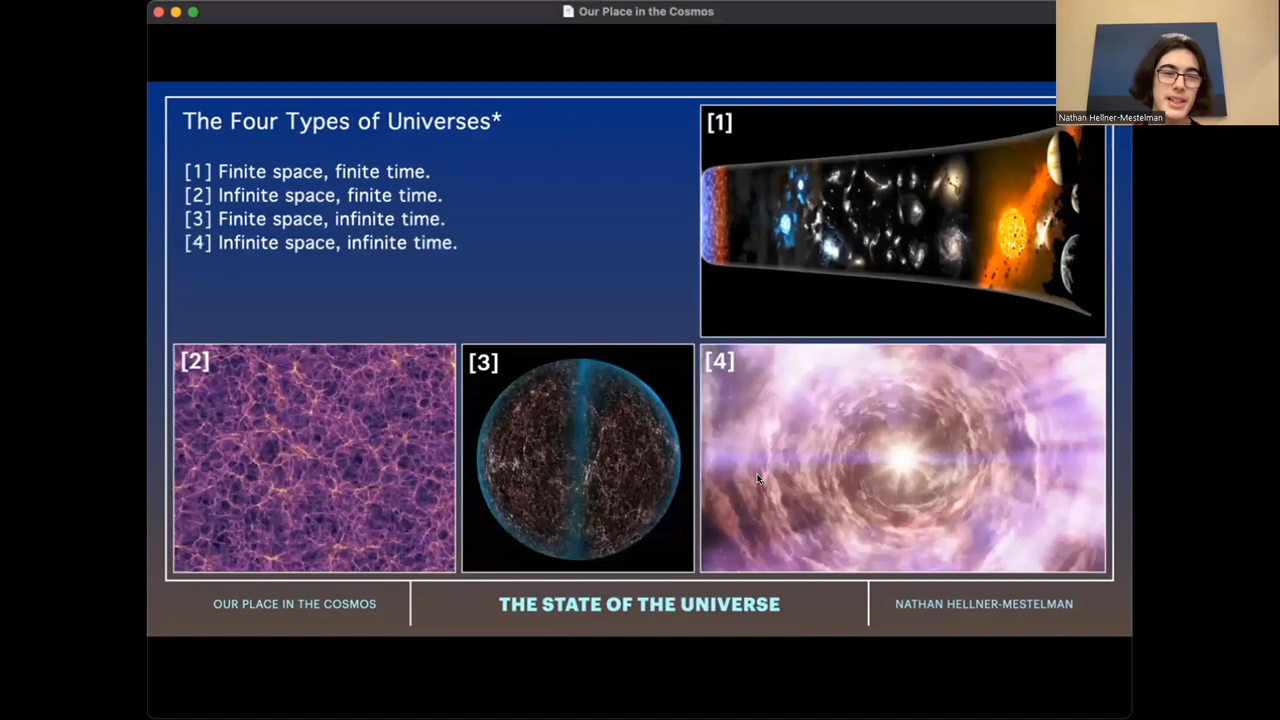 Our Place in the Cosmos
Nathan Hellner-Mestelman
The Four Types of Universes*
[1] Finite space, finite time.
[2] Infinite space, finite time.
[3] Finite space, infinite time.
[4] Infinite space, infinite time.
[1]
[2]
[3]
[4]
OUR PLACE IN THE COSMOS
THE STATE OF THE UNIVERSE
NATHAN HELLNER-MESTELMAN